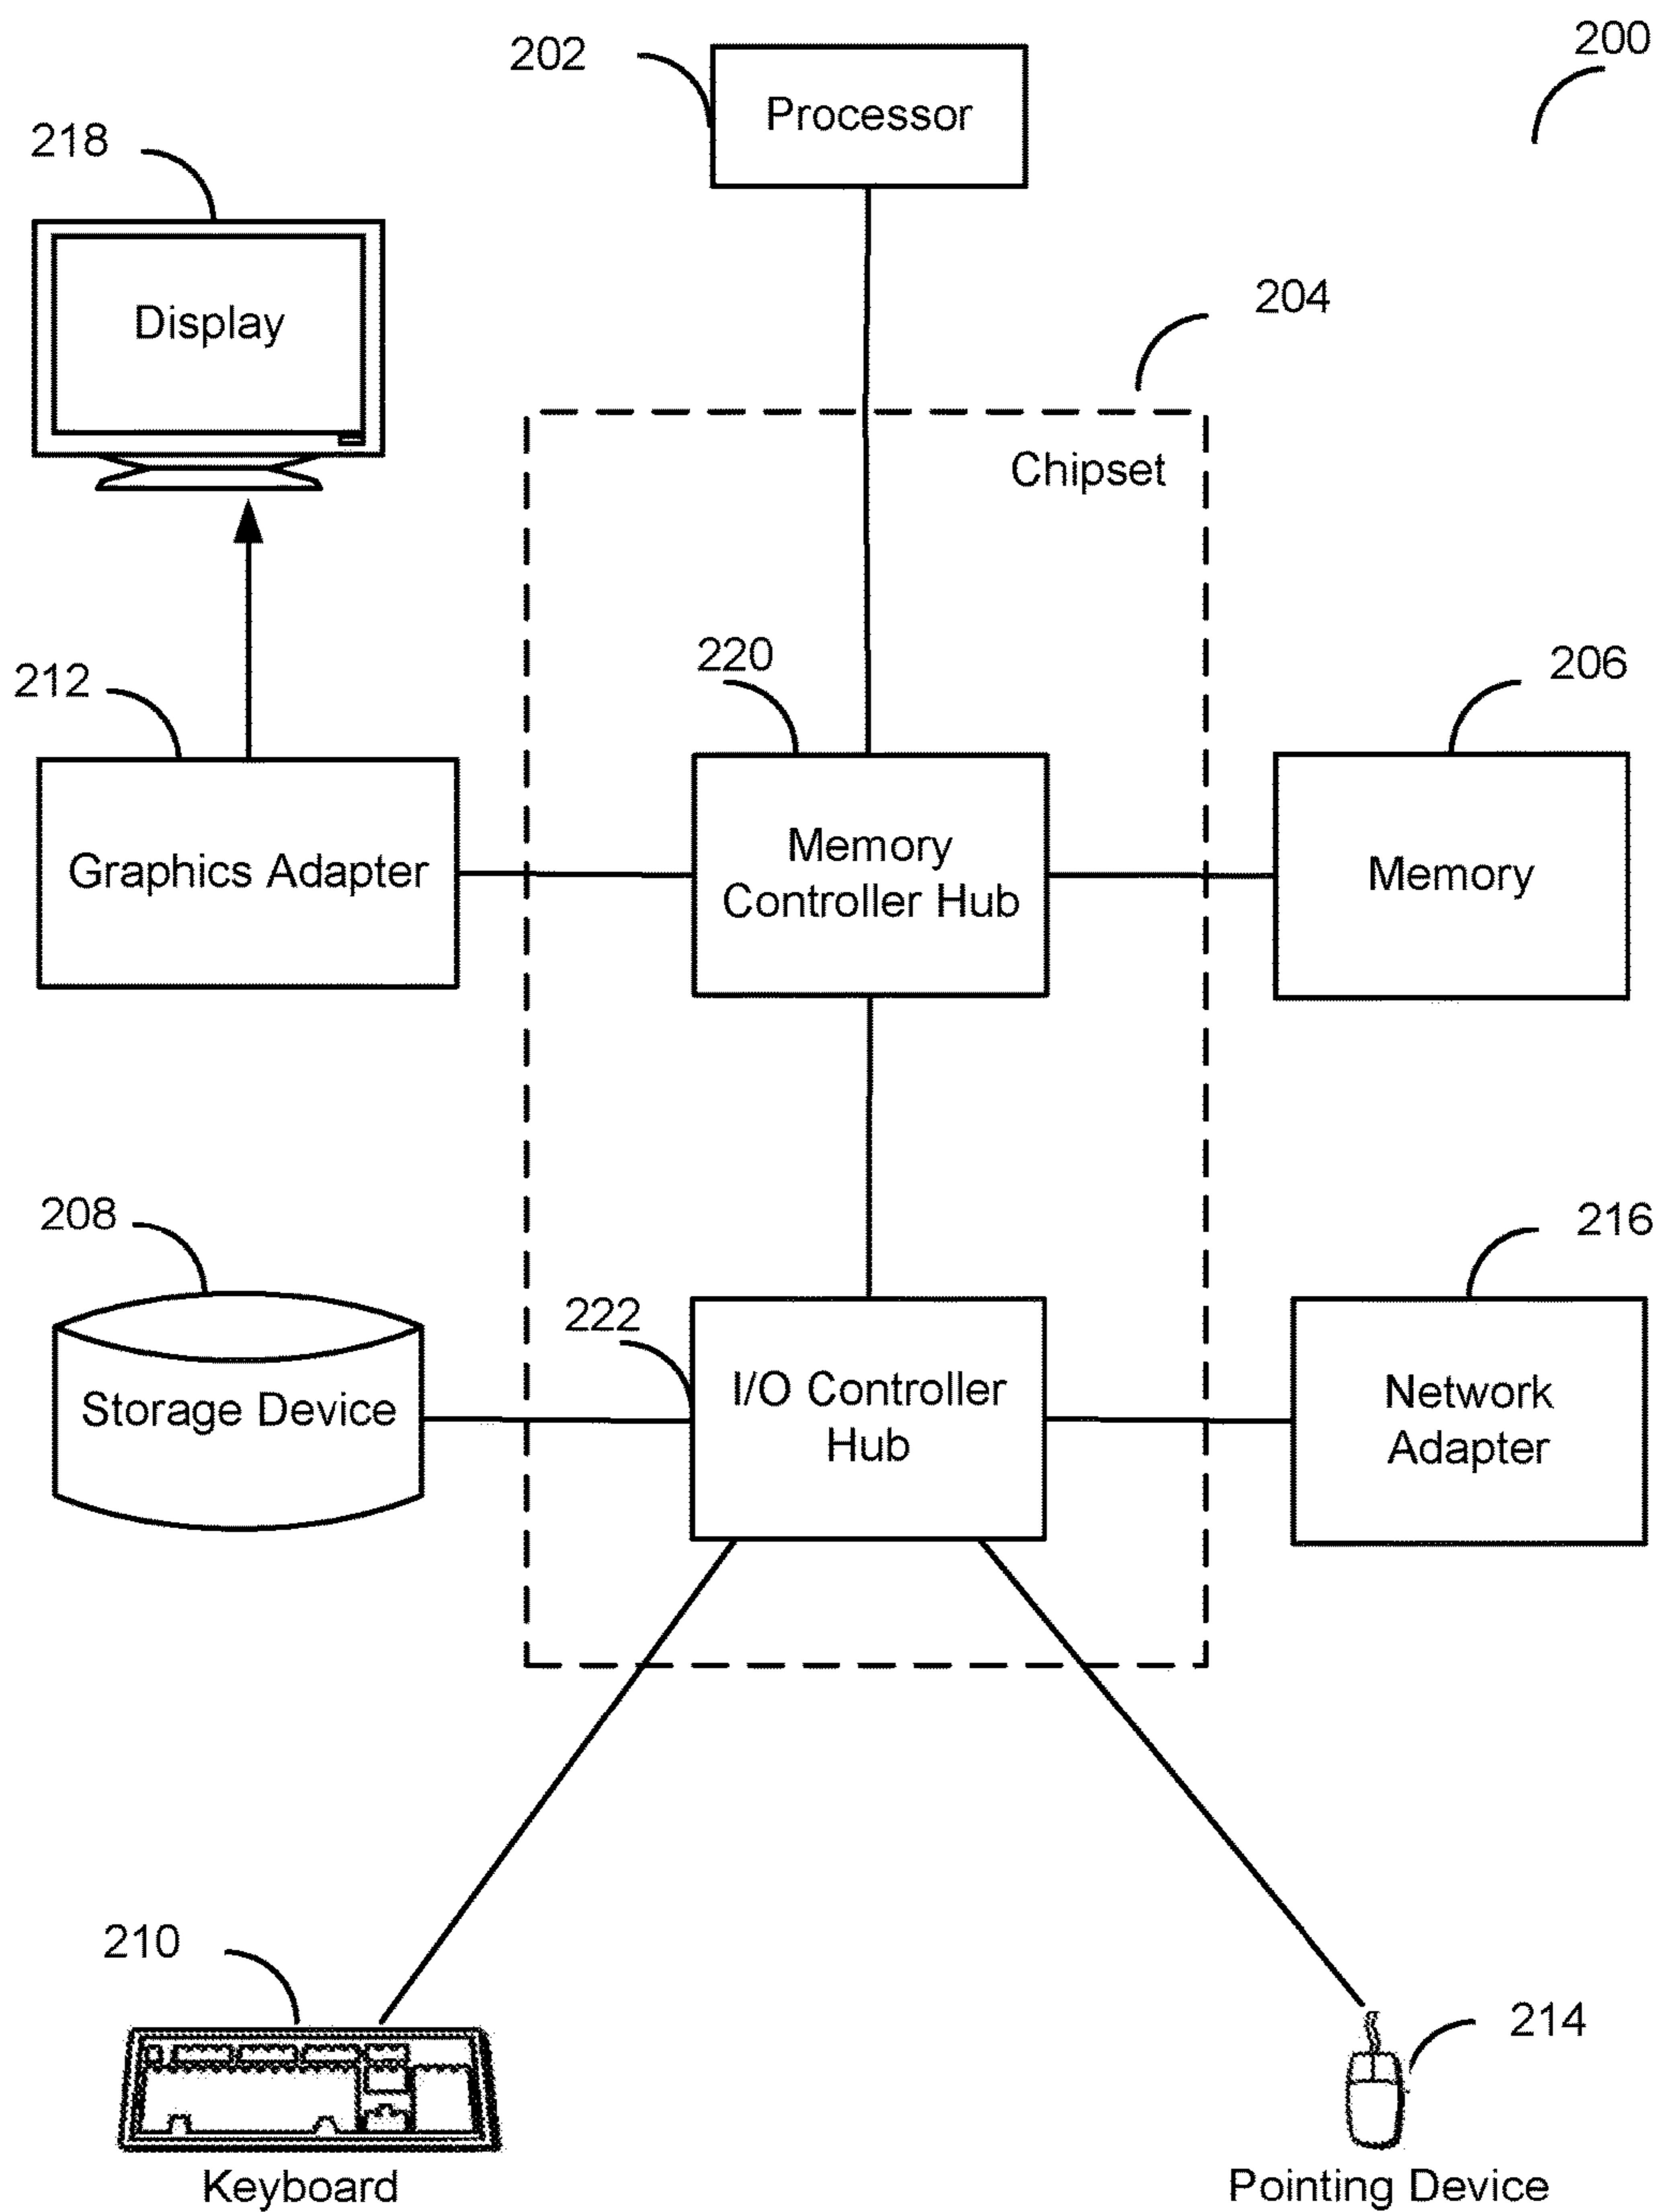 202
Processor
200
218
Display
204
Chipset
212
Graphics Adapter
220
Memory
Controller Hub
206
Memory
208
Storage Device
222
I/O Controller
Hub
216
Network
Adapter
210
Keyboard
214
Pointing Device